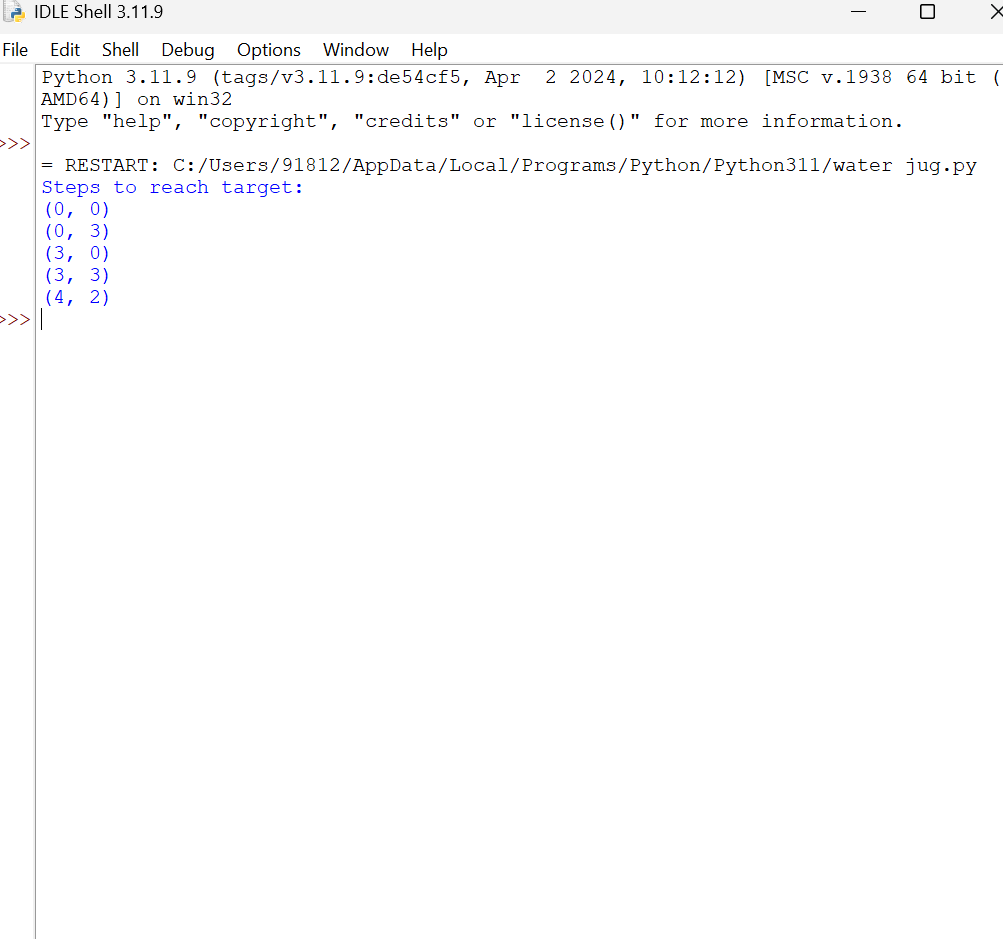 IDLE Shell 3.11.9
File Edit Shell Debug Options Window Help
Python 3.11.9 (tags/v3.11.9:de54cf5, Apr  2 2024, 10:12:12) [MSC v.1938 64 bit (
AMD64)] on win32
Type "help", "copyright", "credits" or "license()" for more information.
>>>
= RESTART: C:/Users/91812/AppData/Local/Programs/Python/Python311/water jug.py
Steps to reach target:
(0, 0)
(0, 3)
(3, 0)
(3, 3)
(4, 2)
>>>